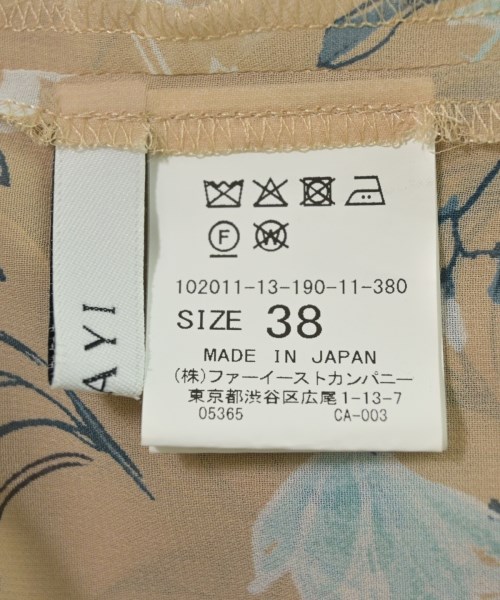 AYI
F
W
102011-13-190-11-380
SIZE 38
MADE IN JAPAN
(株)ファーイーストカンパニー
東京都渋谷区広尾1-13-7
05365 CA-003